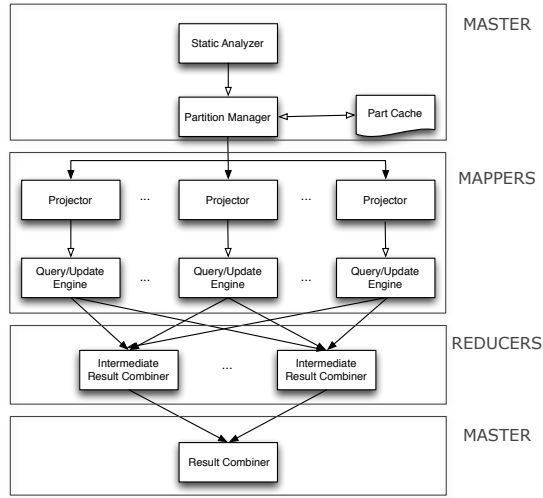 MASTER
Static Analyzer
Partition Manager
Part Cache
MAPPERS
Projector
...
Projector
...
Projector
Query/Update
Engine
...
Query/Update
Engine
...
Query/Update
Engine
REDUCERS
Intermediate
Result Combiner
...
Intermediate
Result Combiner
MASTER
Result Combiner